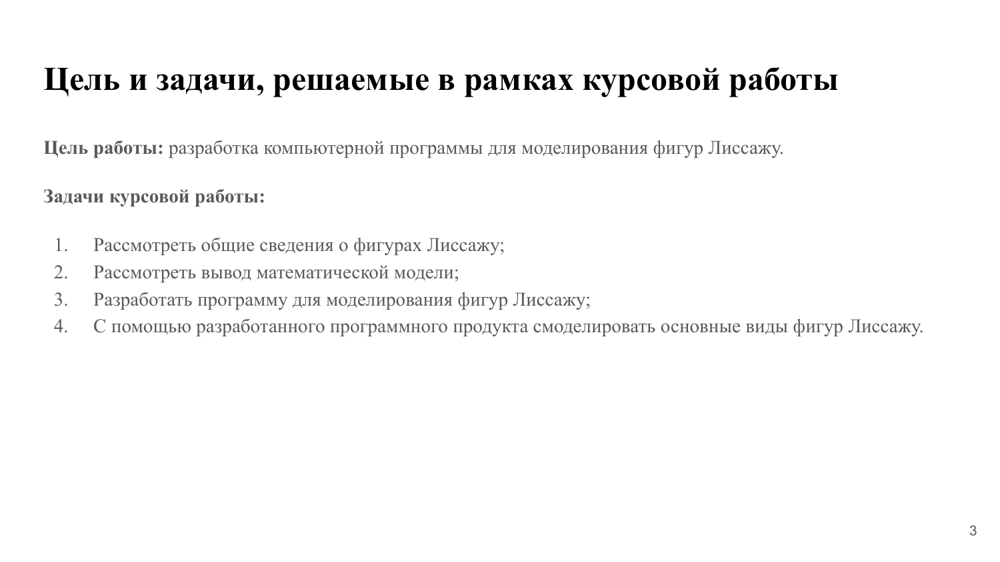 Цель и задачи, решаемые в рамках курсовой работы
Цель работы: разработка компьютерной программы для моделирования фигур Лиссажу.
Задачи курсовой работы:
1. Рассмотреть общие сведения о фигурах Лиссажу;
2. Рассмотреть вывод математической модели;
3. Разработать программу для моделирования фигур Лиссажу;
4. С помощью разработанного программного продукта смоделировать основные виды фигур Лиссажу.
3